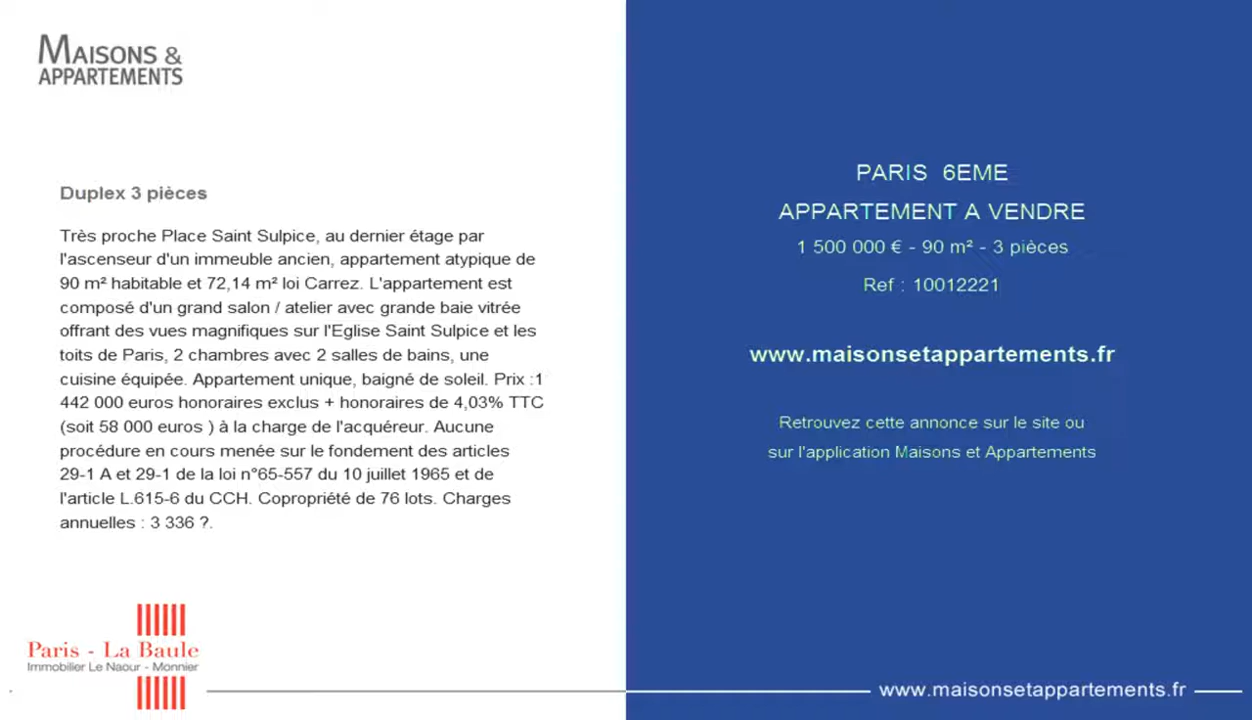 MAISONS &
APPARTEMENTS
Duplex 3 pièces
Très proche Place Saint Sulpice, au dernier étage par
l'ascenseur d'un immeuble ancien, appartement atypique de
90 m² habitable et 72,14 m² loi Carrez. L'appartement est
composé d'un grand salon / atelier avec grande baie vitrée
offrant des vues magnifiques sur l'Eglise Saint Sulpice et les
toits de Paris, 2 chambres avec 2 salles de bains, une
cuisine équipée. Appartement unique, baigné de soleil. Prix :1
442 000 euros honoraires exclus + honoraires de 4,03% TTC
(soit 58 000 euros ) à la charge de l'acquéreur. Aucune
procédure en cours menée sur le fondement des articles
29-1 A et 29-1 de la loi n°65-557 du 10 juillet 1965 et de
l'article L.615-6 du CCH. Copropriété de 76 lots. Charges
annuelles : 3 336 ?.
Paris - La Baule
Immobilier Le Naour - Monnier
PARIS 6EME
APPARTEMENT A VENDRE
1 500 000 € - 90 m² - 3 pièces
Ref : 10012221
www.maisonsetappartements.fr
Retrouvez cette annonce sur le site ou
sur l'application Maisons et Appartements
www.maisonsetappartements.fr